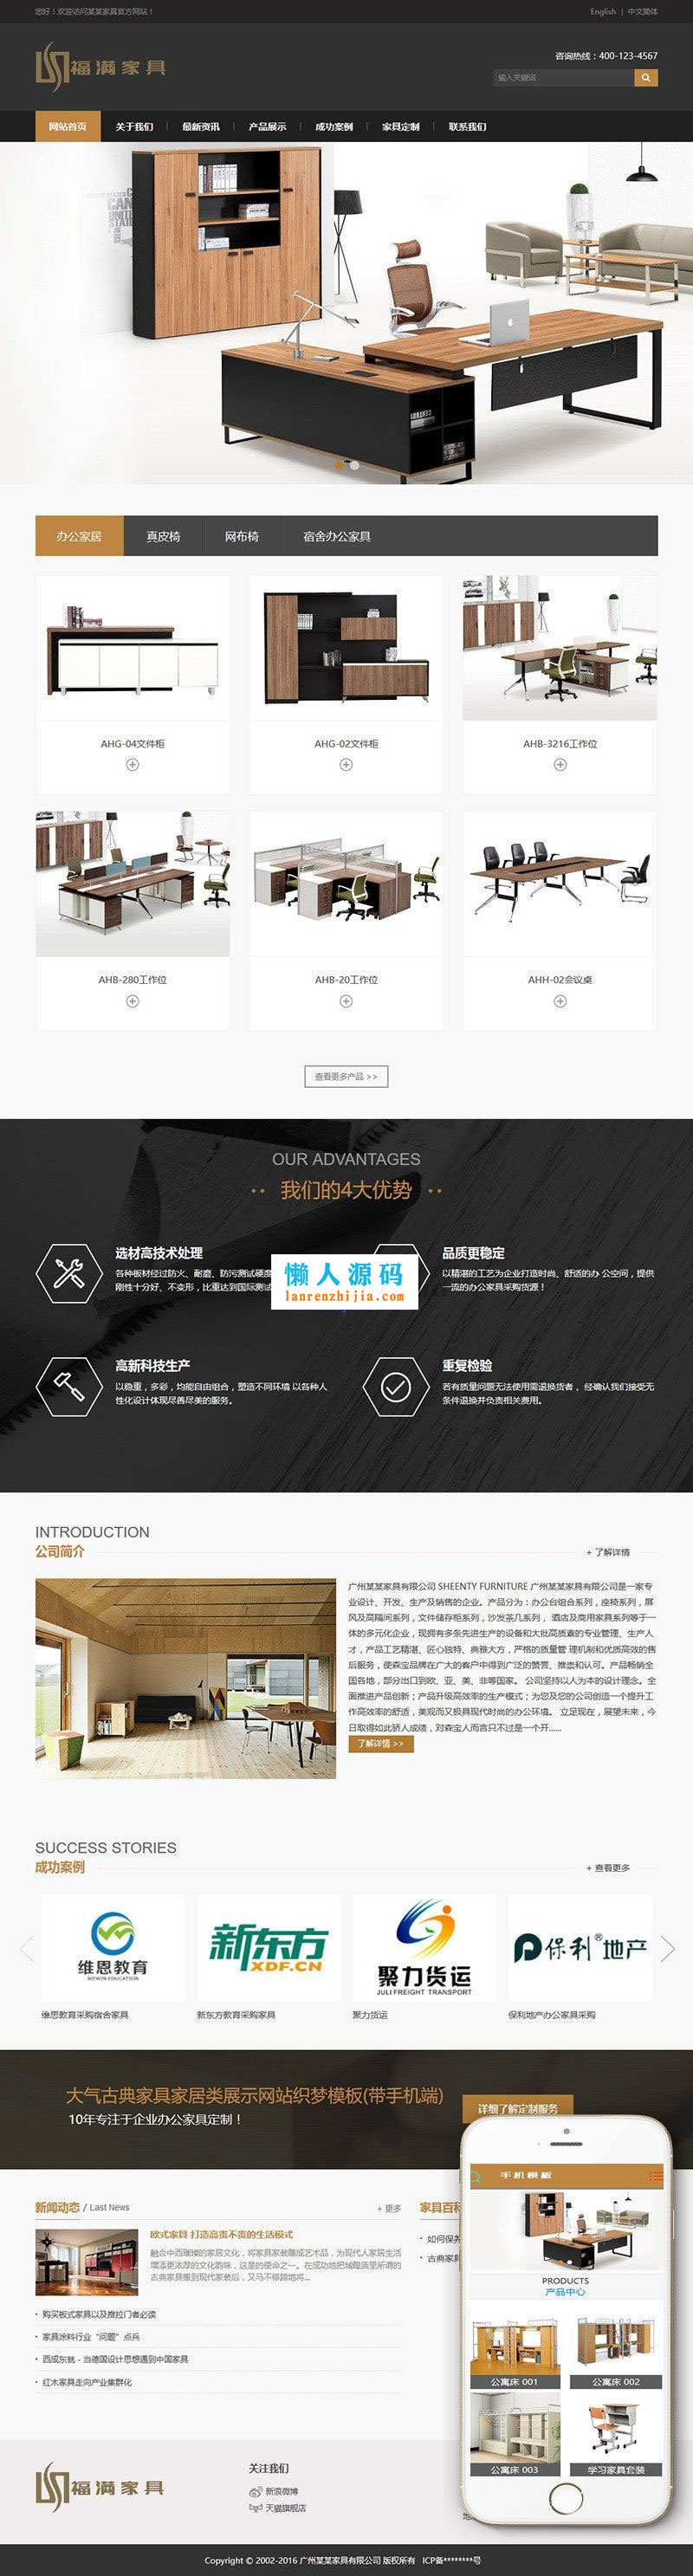 您好！欢迎访问某某家具官方网站！
English | 中文简体
福满家具
咨询热线：400-123-4567
输入关键词
网站首页 关于我们 最新资讯 产品展示 成功案例 家具定制 联系我们
办公家居 真皮椅 网布椅 宿舍办公家具
AHG-04文件柜 AHG-02文件柜 AHB-3216工作位
AHB-280工作位 AHB-20工作位 AHH-02会议桌
查看更多产品 >>
OUR ADVANTAGES
我们的4大优势
选材高技术处理
各种板材经过防火、耐磨、防污测试硬度
刚性十分好、不变形，比重达到国际测试
品质更稳定
以精湛的工艺为企业打造时尚、舒适的办 公空间，提供
一流的办公家具采购货源！
懒人源码
lanrenzhijia.com
高新科技生产
以稳重，多彩，均能自由组合，塑造不同环境 以各种人
性化设计体现尽善尽美的服务。
重复检验
若有质量问题无法使用需退换货者， 经确认我们接受无
条件退换并负责相关费用。
INTRODUCTION
公司简介
+ 了解详情
广州某某家具有限公司 SHEENTY FURNITURE 广州某某家具有限公司是一家专
业设计、开发、生产及销售的企业。产品分为：办公台组合系列，座椅系列，屏
风及高隔间系列，文件储存柜系列，沙发茶几系列， 酒店及商用家具系列等于一
体的多元化企业，现拥有多条先进生产的设备和大批高质素的专业管理、生产人
才，产品工艺精湛、匠心独特、典雅大方，严格的质量管 理机制和优质高效的售
后服务，使森宝品牌在广大的客户中得到广泛的赞誉、推崇和认可。产品畅销全
国各地，部分出口到欧、亚、美、非等国家。 公司坚持以人为本的设计理念。全
面推进产品创新；产品升级高效率的生产模式；为您及您的公司创造一个提升工
作高效率的舒适，美观而又极具现代时尚的办公环境。 立足现在，展望未来，今
日取得如此骄人成绩，对森宝人而言只不过是一个开......
了解详情 >>
SUCCESS STORIES
成功案例
+ 查看更多
维恩教育
WEWIN EDUCATION
新东方
XDF.CN
聚力货运
JULI FREIGHT TRANSPORT
保利®地产
维思教育采购宿舍家具 新东方教育采购家具 聚力货运 保利地产办公家具采购
大气古典家具家居类展示网站织梦模板(带手机端)
10年专注于企业办公家具定制！
详细了解定制服务
新闻动态 / Last News
+ 更多
家具百科
欧式家具 打造高贵不贵的生活模式
融合中西璀璨的家居文化，将家具家装雕成艺术品，为现代人家居生活
增添更浓厚的文化韵味，这是的使命之一。在成功地把城隍庙里所谓的
古典家具搬到现代家装后，又马不停蹄地将...
· 购买板式家具以及推拉门者必读
· 家具涂料行业“问题”点兵
· 西成东就 - 当德国设计思想遇到中国家具
· 红木家具走向产业集群化
· 如何保养
· 古典家具
手机模板
PRODUCTS
产品中心
公寓床 001 公寓床 002
公寓床 003 学习家具套装
福满家具
关注我们
新浪微博
天猫旗舰店
Copyright © 2002-2016 广州某某家具有限公司 版权所有 ICP备********号